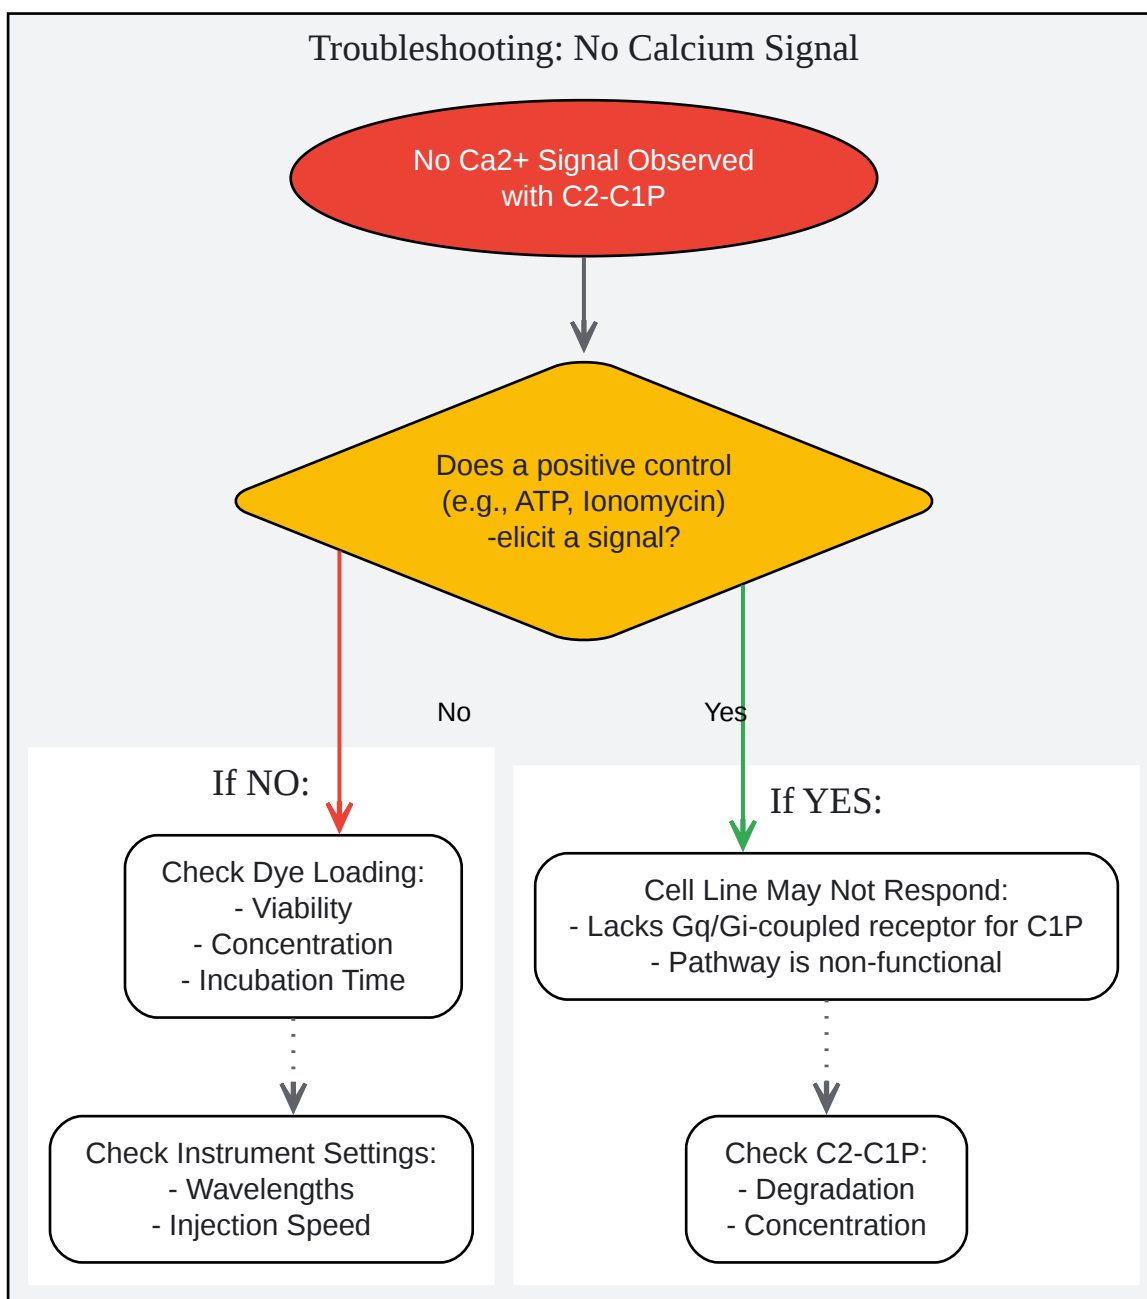 Troubleshooting: No Calcium Signal
No Ca2+ Signal Observed
with C2-C1P
Does a positive control
(e.g., ATP, Ionomycin)
-elicit a signal?
No
Yes
If NO:
Check Dye Loading:
- Viability
- Concentration
- Incubation Time
Check Instrument Settings:
- Wavelengths
- Injection Speed
If YES:
Cell Line May Not Respond:
- Lacks Gq/Gi-coupled receptor for C1P
- Pathway is non-functional
Check C2-C1P:
- Degradation
- Concentration